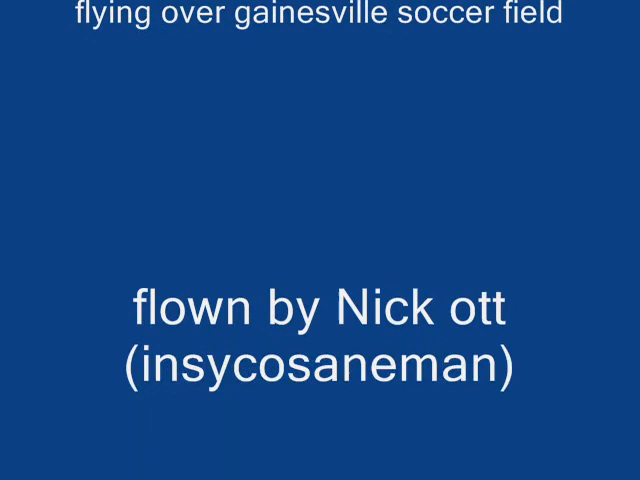 flying over gainesville soccer field
flown by Nick ott
(insycosaneman)